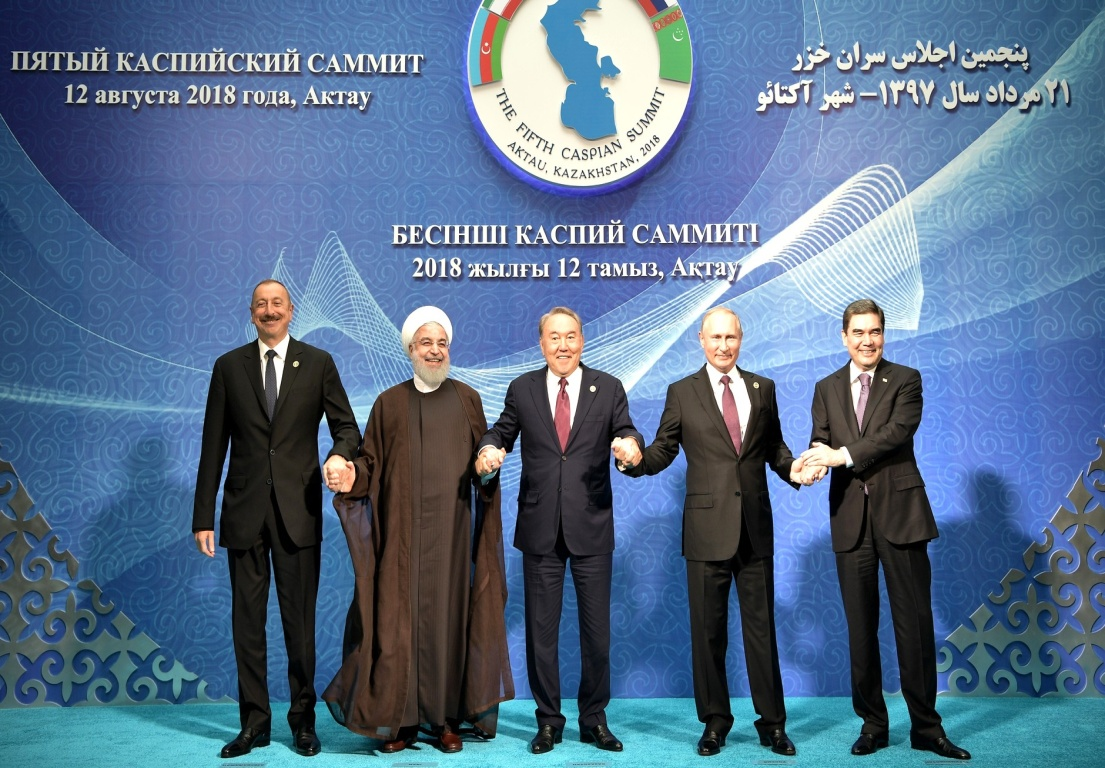 ПЯТЫЙ КАСПИЙСКИЙ САММИТ
12 августа 2018 года, Актау
THE FIFTH CASPIAN SUMMIT
AKTAU, KAZAKHSTAN, 2018
پنجمین اجلاس سران خزر
۲۱ مرداد سال ۱۳۹۷– شهر آکتائو
БЕСІНШІ КАСПИЙ САММИТІ
2018 жылғы 12 тамыз, Ақтау